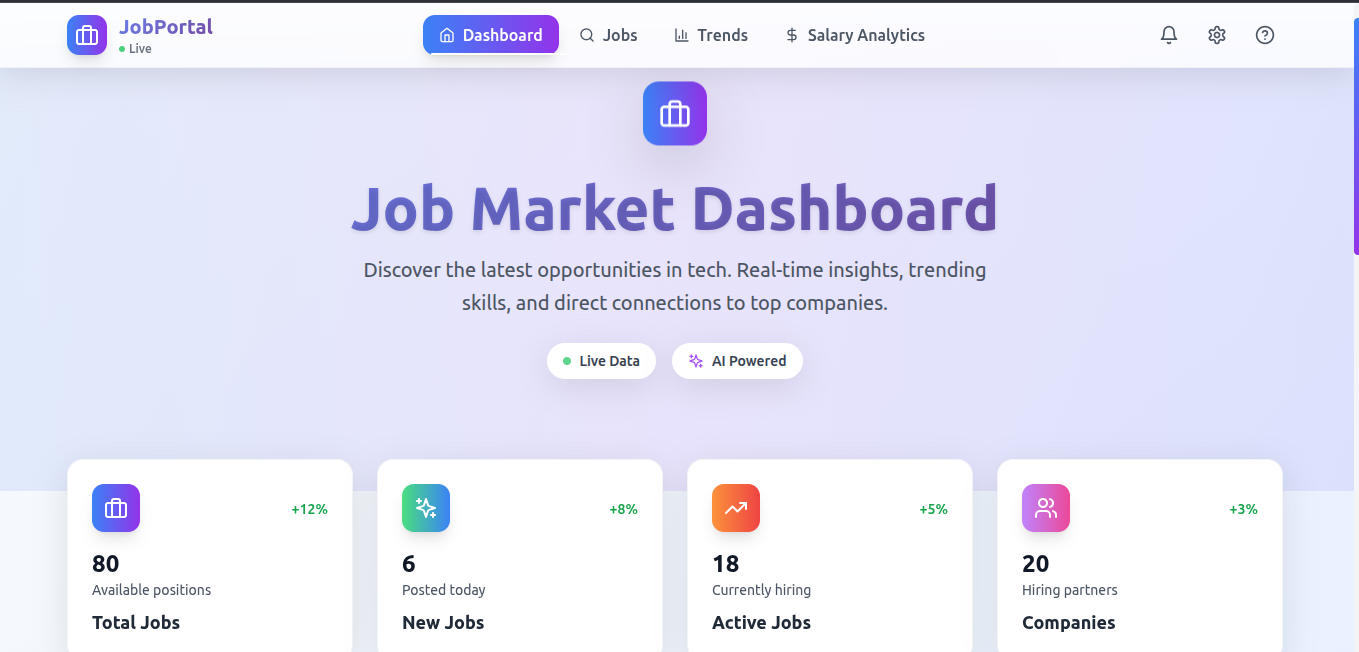 JobPortal
Live
Dashboard
Jobs
Trends
Salary Analytics
Job Market Dashboard
Discover the latest opportunities in tech. Real-time insights, trending
skills, and direct connections to top companies.
Live Data
AI Powered
+12%
80
Available positions
Total Jobs
+8%
6
Posted today
New Jobs
+5%
18
Currently hiring
Active Jobs
+3%
20
Hiring partners
Companies